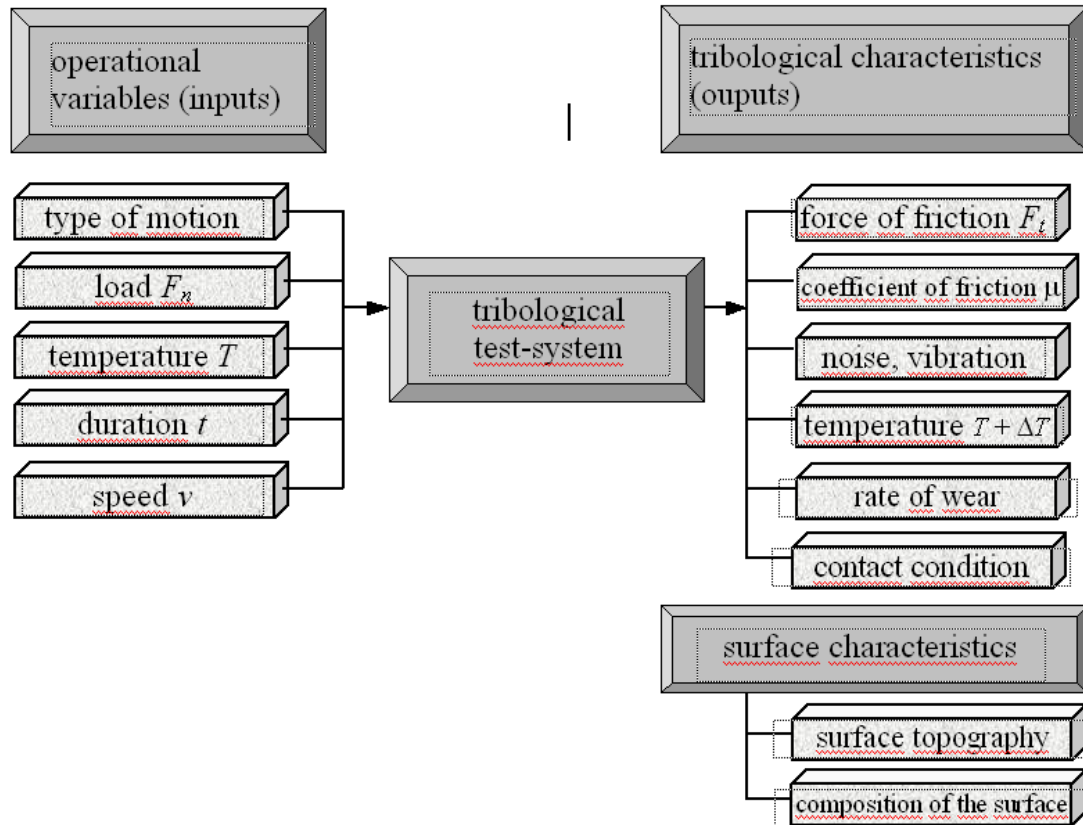 operational
variables (inputs)
tribological characteristics
(ouputs)
type of motion
load Fn
temperature T
duration t
speed v
tribological
test-system
force of friction Ft
coefficient of friction μ
noise, vibration
temperature T + ΔT
rate of wear
contact condition
surface characteristics
surface topography
composition of the surface